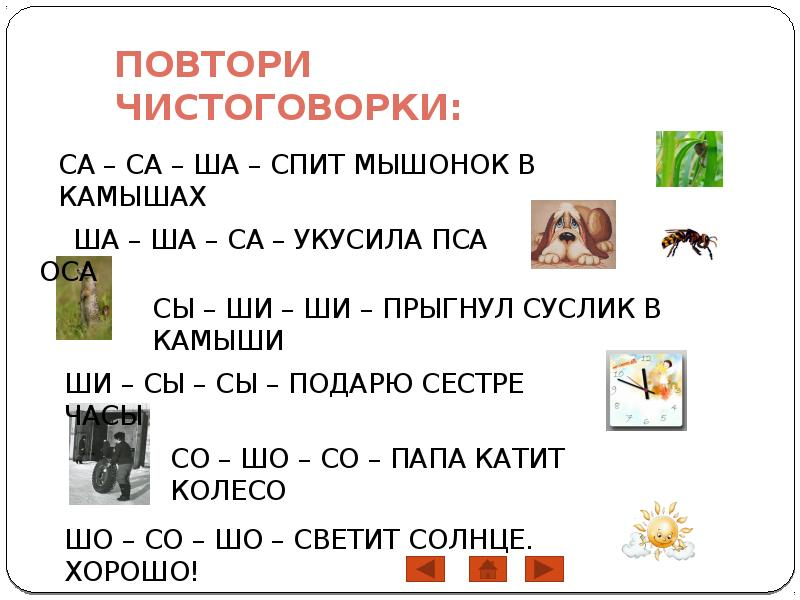 ПОВТОРИ
ЧИСТОГОВОРКИ:
СА – СА – ША – СПИТ МЫШОНОК В
КАМЫШАХ
ША – ША – СА – УКУСИЛА ПСА
ОСА
СЫ – ШИ – ШИ – ПРЫГНУЛ СУСЛИК В
КАМЫШИ
ШИ – СЫ – СЫ – ПОДАРЮ СЕСТРЕ
ЧАСЫ
СО – ШО – СО – ПАПА КАТИТ
КОЛЕСО
ШО – СО – ШО – СВЕТИТ СОЛНЦЕ.
ХОРОШО!